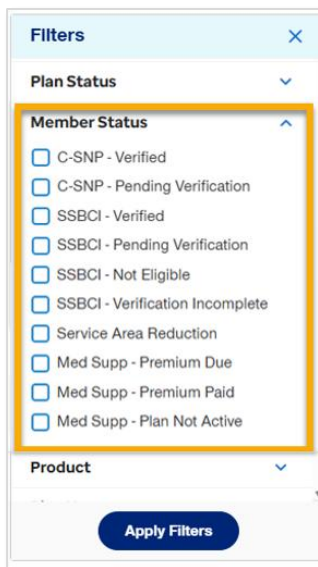 Filters
Plan Status
Member Status
C-SNP - Verified
C-SNP - Pending Verification
SSBCI - Verified
SSBCI - Pending Verification
SSBCI - Not Eligible
SSBCI - Verification Incomplete
Service Area Reduction
Med Supp - Premium Due
Med Supp - Premium Paid
Med Supp - Plan Not Active
Product
Apply Filters